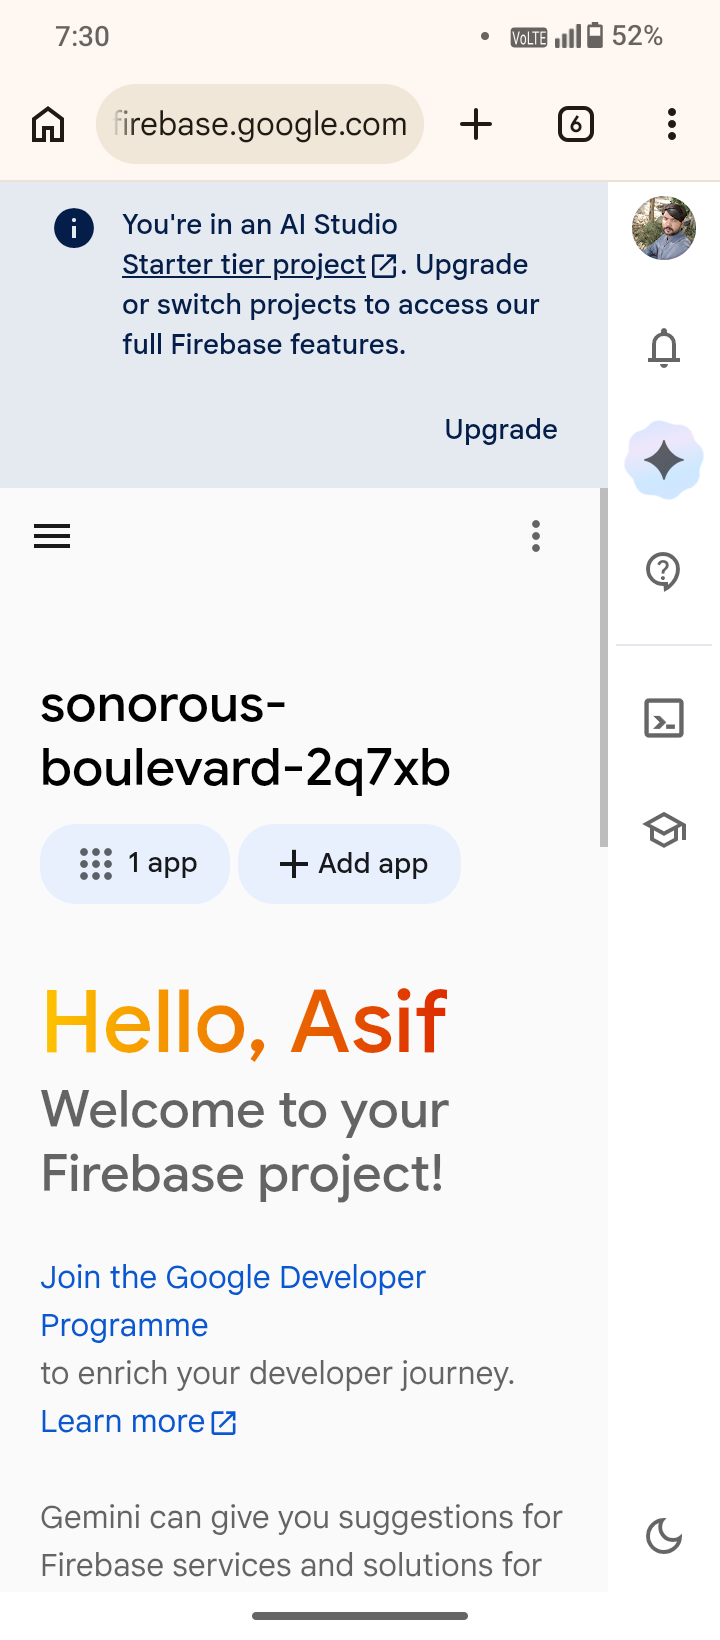 7:30
VoLTE
52%
firebase.google.com
6
You're in an AI Studio
Starter tier project. Upgrade
or switch projects to access our
full Firebase features.
Upgrade
sonorous-
boulevard-2q7xb
1 app
Add app
Hello, Asif
Welcome to your
Firebase project!
Join the Google Developer
Programme
to enrich your developer journey.
Learn more
Gemini can give you suggestions for
Firebase services and solutions for